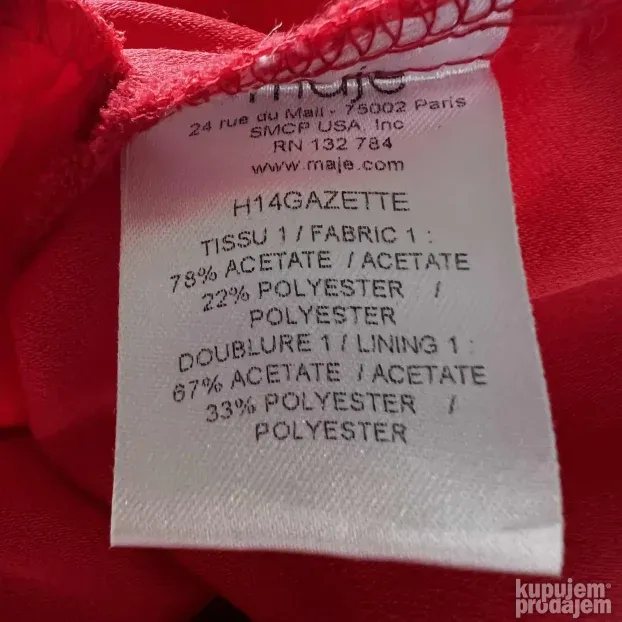 maje
24 rue du Mail - 75002 Paris
SMCP USA, Inc
RN 132 784
www.maje.com
H14GAZETTE
TISSU 1 / FABRIC 1 :
78% ACETATE / ACETATE
22% POLYESTER /
POLYESTER
DOUBLURE 1 / LINING 1 :
67% ACETATE / ACETATE
33% POLYESTER /
POLYESTER
kupujem
prodajem